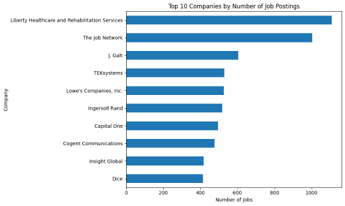 Top 10 Companies by Number of Job Postings
Liberty Healthcare and Rehabilitation Services
The Job Network
J. Galt
TEKsystems
Lowe's Companies, Inc.
Ingersoll Rand
Capital One
Cogent Communications
Insight Global
Dice
Company
0 200 400 600 800 1000
Number of Jobs